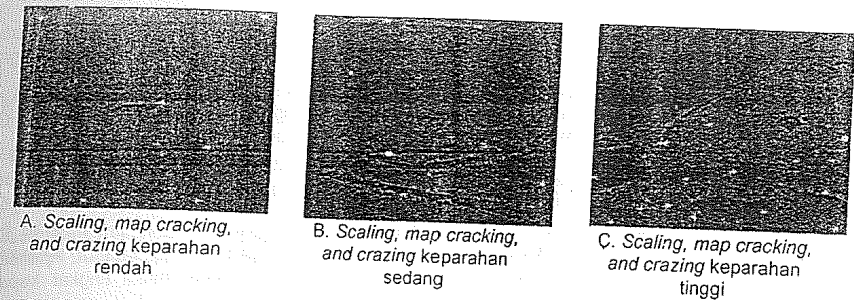 A. Scaling, map cracking,
and crazing keparahan
rendah
B. Scaling, map cracking,
and crazing keparahan
sedang
C. Scaling, map cracking,
and crazing keparahan
tinggi